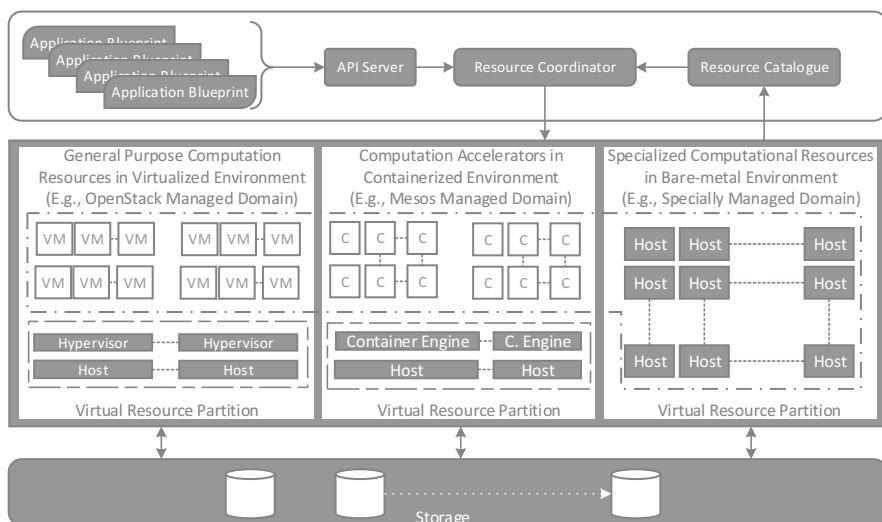 Application Blueprint
Application Blueprint
Application Blueprint
Application Blueprint
API Server
Resource Coordinator
Resource Catalogue
General Purpose Computation
Resources in Virtualized Environment
(E.g., OpenStack Managed Domain)
VM VM VM VM VM VM
VM VM VM VM VM VM
Hypervisor Hypervisor
Host Host
Virtual Resource Partition
Computation Accelerators in
Containerized Environment
(E.g., Mesos Managed Domain)
C C C C C C
C C C C C C
Container Engine C. Engine
Host Host
Virtual Resource Partition
Specialized Computational Resources
in Bare-metal Environment
(E.g., Specially Managed Domain)
Host Host Host
Host Host Host
Host Host Host
Virtual Resource Partition
Storage